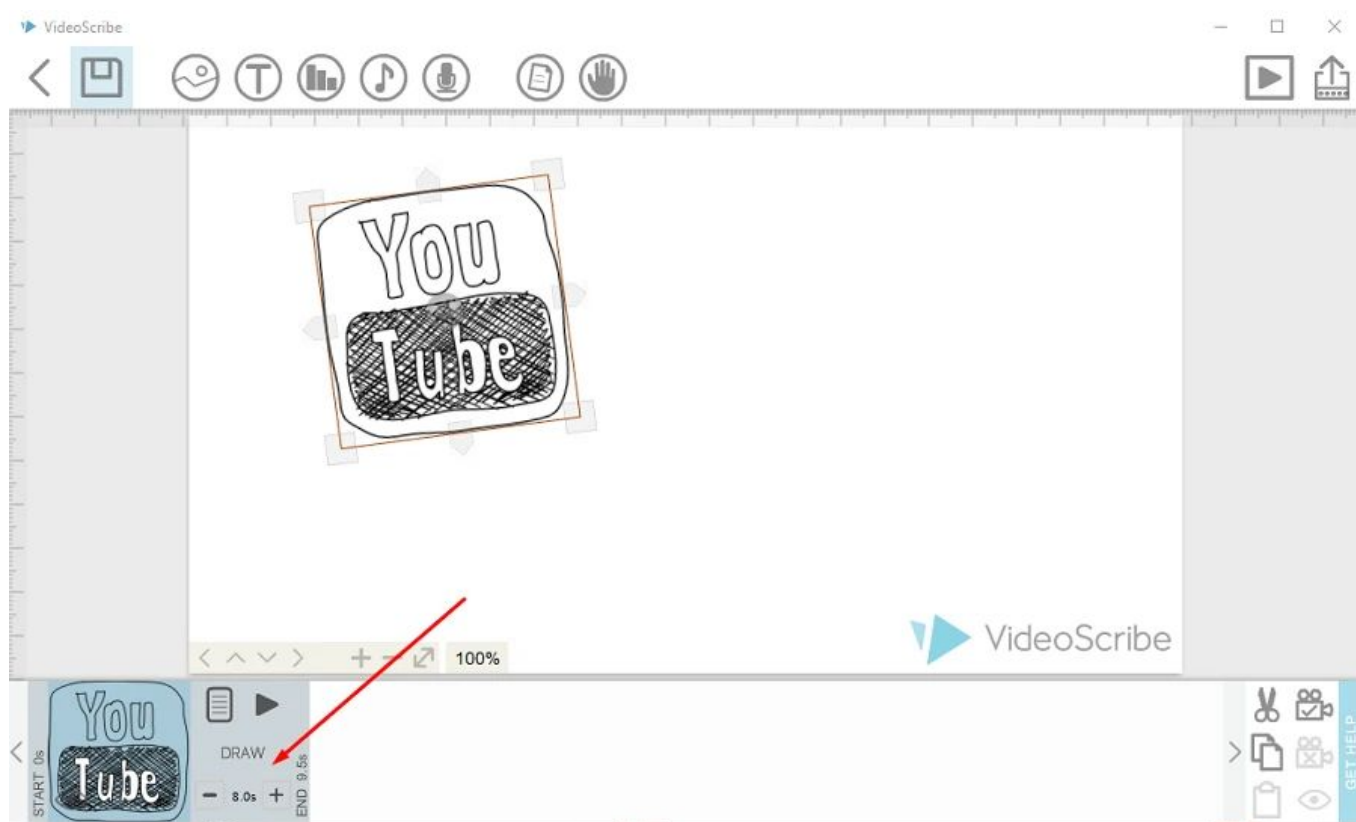 VideoScribe
T
You
Tube
VideoScribe
100%
START 0s
You
Tube
DRAW
8.0s
END 9.5s
GET HELP